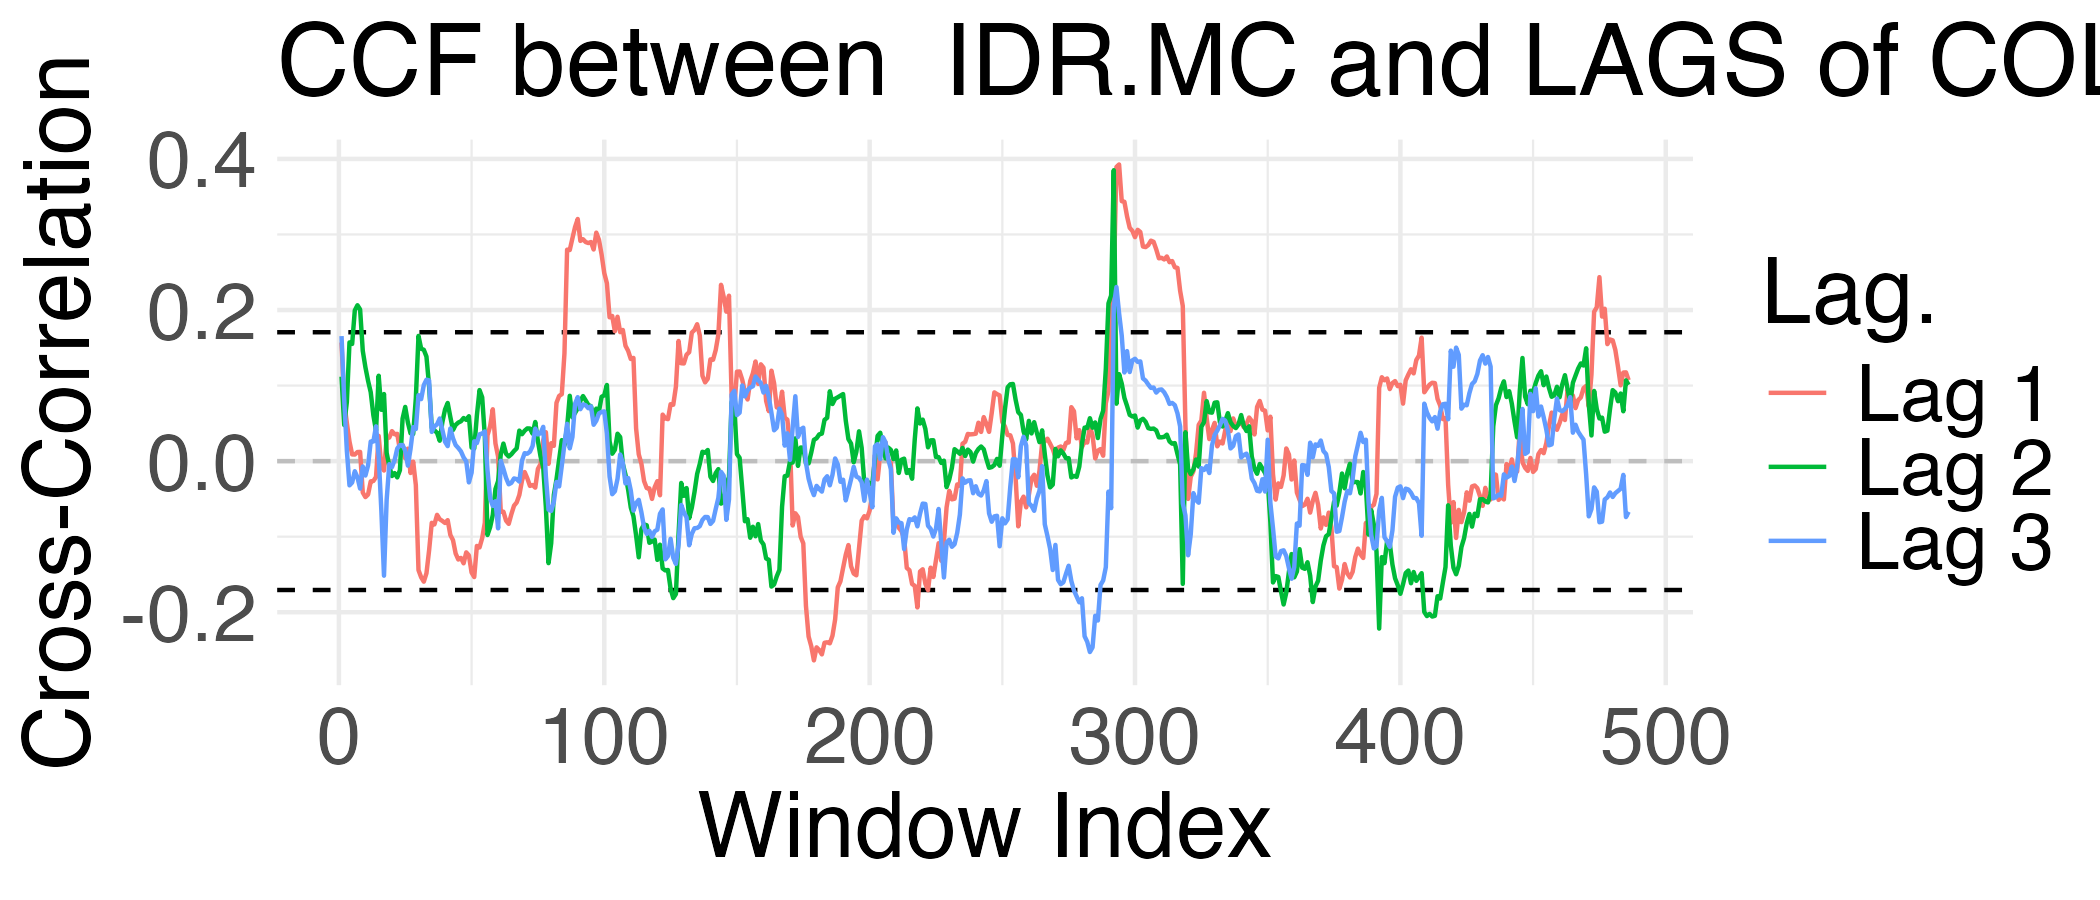 CCF between  IDR.MC and LAGS of COL
Cross-Correlation
0.4
0.2
0.0
-0.2
0 100 200 300 400 500
Window Index
Lag.
Lag 1
Lag 2
Lag 3